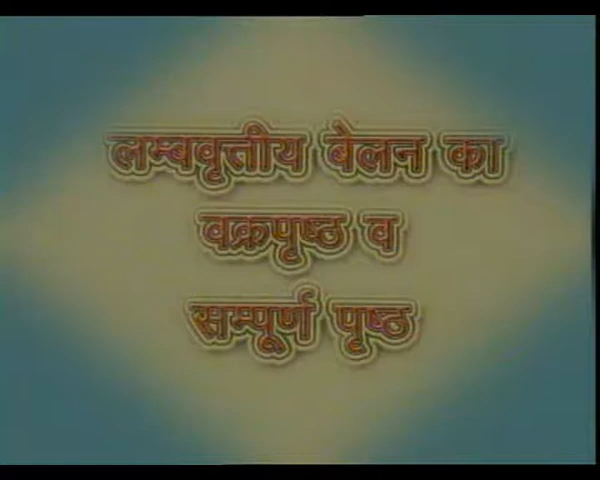 लम्बवृत्तीय बेलन का
वक्रपृष्ठ व
सम्पूर्ण पृष्ठ